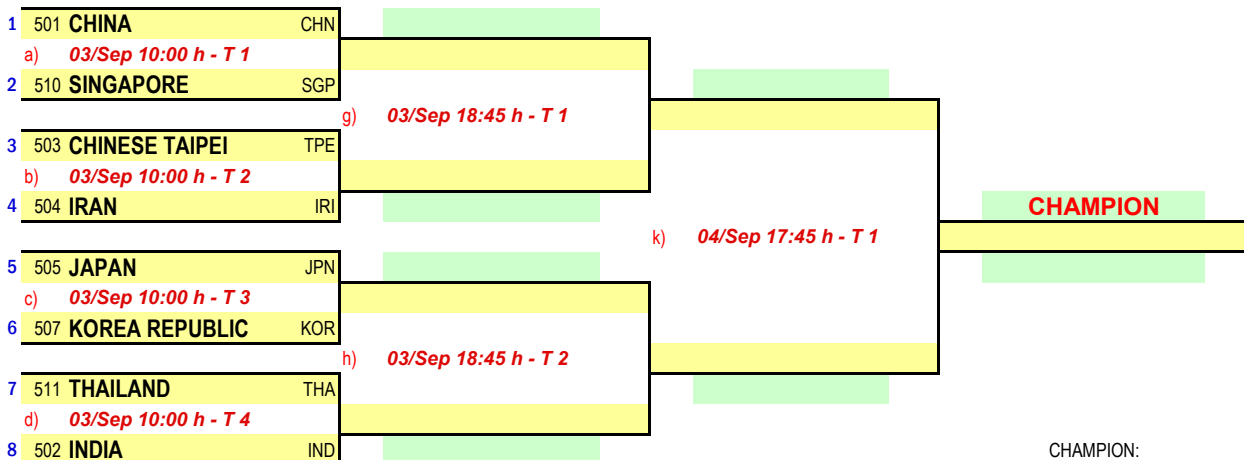 1 501 CHINA CHN
a) 03/Sep 10:00 h - T 1
2 510 SINGAPORE SGP
g) 03/Sep 18:45 h - T 1
3 503 CHINESE TAIPEI TPE
b) 03/Sep 10:00 h - T 2
4 504 IRAN IRI
CHAMPION
k) 04/Sep 17:45 h - T 1
5 505 JAPAN JPN
c) 03/Sep 10:00 h - T 3
6 507 KOREA REPUBLIC KOR
h) 03/Sep 18:45 h - T 2
7 511 THAILAND THA
d) 03/Sep 10:00 h - T 4
8 502 INDIA IND
CHAMPION: